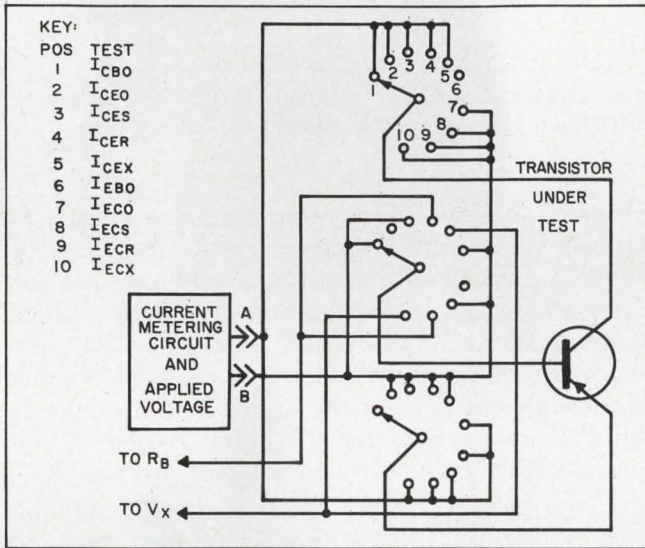 KEY:
POS TEST
1 ICBO
2 ICEO
3 ICES
4 ICER
5 ICEX
6 IEBO
7 IECO
8 IECS
9 IECR
10 IECX
1
2
3
4
5
6
7
8
9
10
TRANSISTOR
UNDER
TEST
CURRENT
METERING
CIRCUIT
AND
APPLIED
VOLTAGE
A
B
TO RB
TO VX